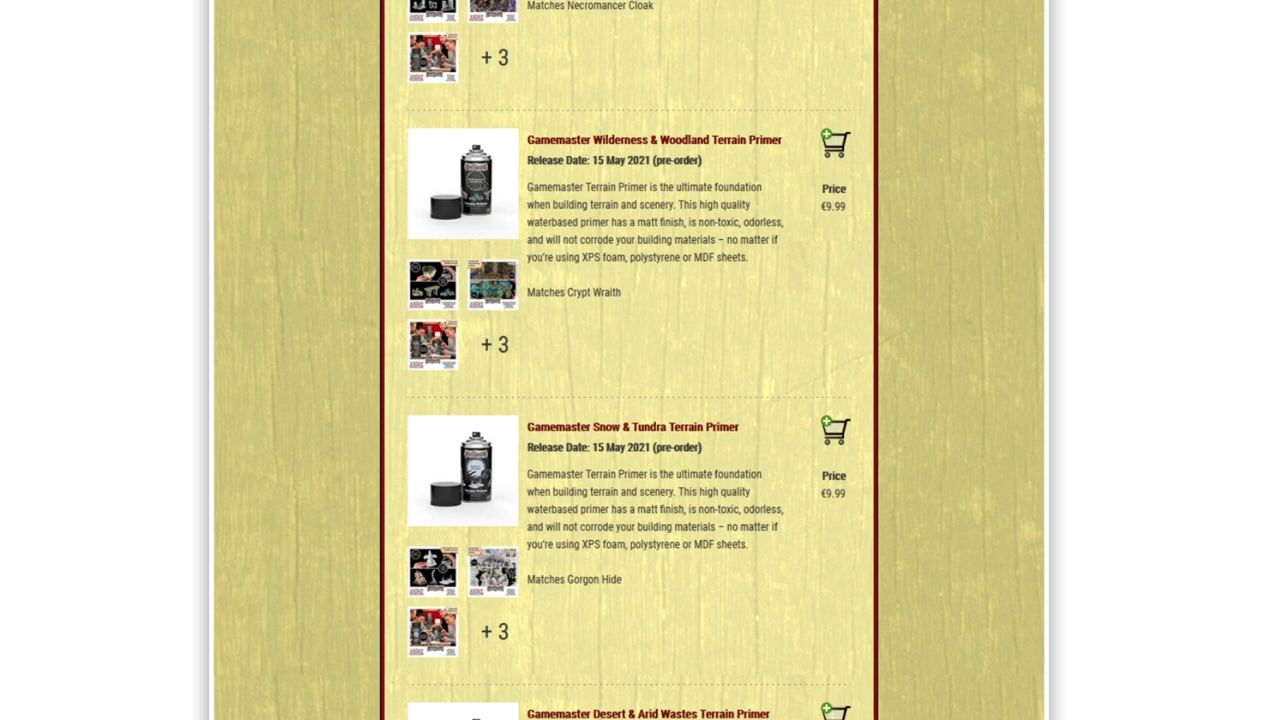 Matches Necromancer Cloak
+ 3
Gamemaster Wilderness & Woodland Terrain Primer
Release Date: 15 May 2021 (pre-order)
Gamemaster Terrain Primer is the ultimate foundation
when building terrain and scenery. This high quality
waterbased primer has a matt finish, is non-toxic, odorless,
and will not corrode your building materials – no matter if
you're using XPS foam, polystyrene or MDF sheets.
Matches Crypt Wraith
Price
€9.99
+ 3
Gamemaster Snow & Tundra Terrain Primer
Release Date: 15 May 2021 (pre-order)
Gamemaster Terrain Primer is the ultimate foundation
when building terrain and scenery. This high quality
waterbased primer has a matt finish, is non-toxic, odorless,
and will not corrode your building materials – no matter if
you're using XPS foam, polystyrene or MDF sheets.
Matches Gorgon Hide
Price
€9.99
+ 3
Gamemaster Desert & Arid Wastes Terrain Primer